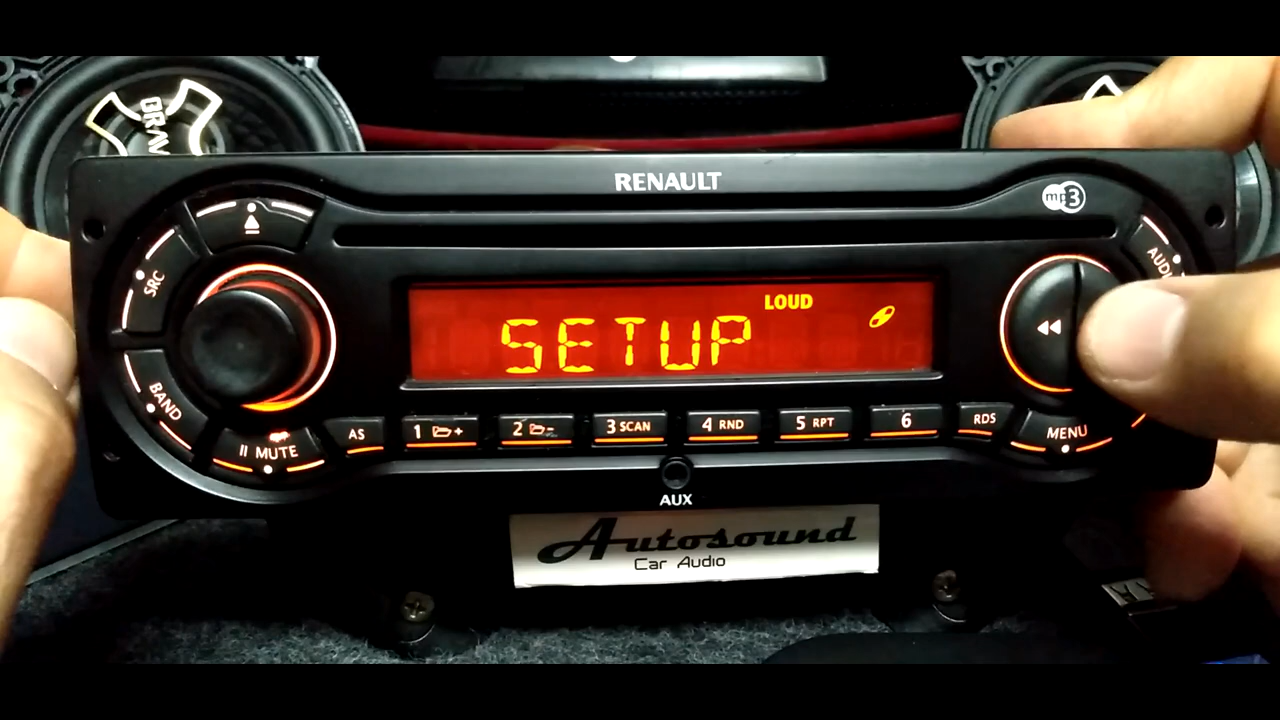 RENAULT
mp3
SRC
LOUD
SETUP
BAND
II MUTE
AS
1 +
2 -
3 SCAN
4 RND
5 RPT
6
RDS
MENU
AUX
Autosound
Car Audio